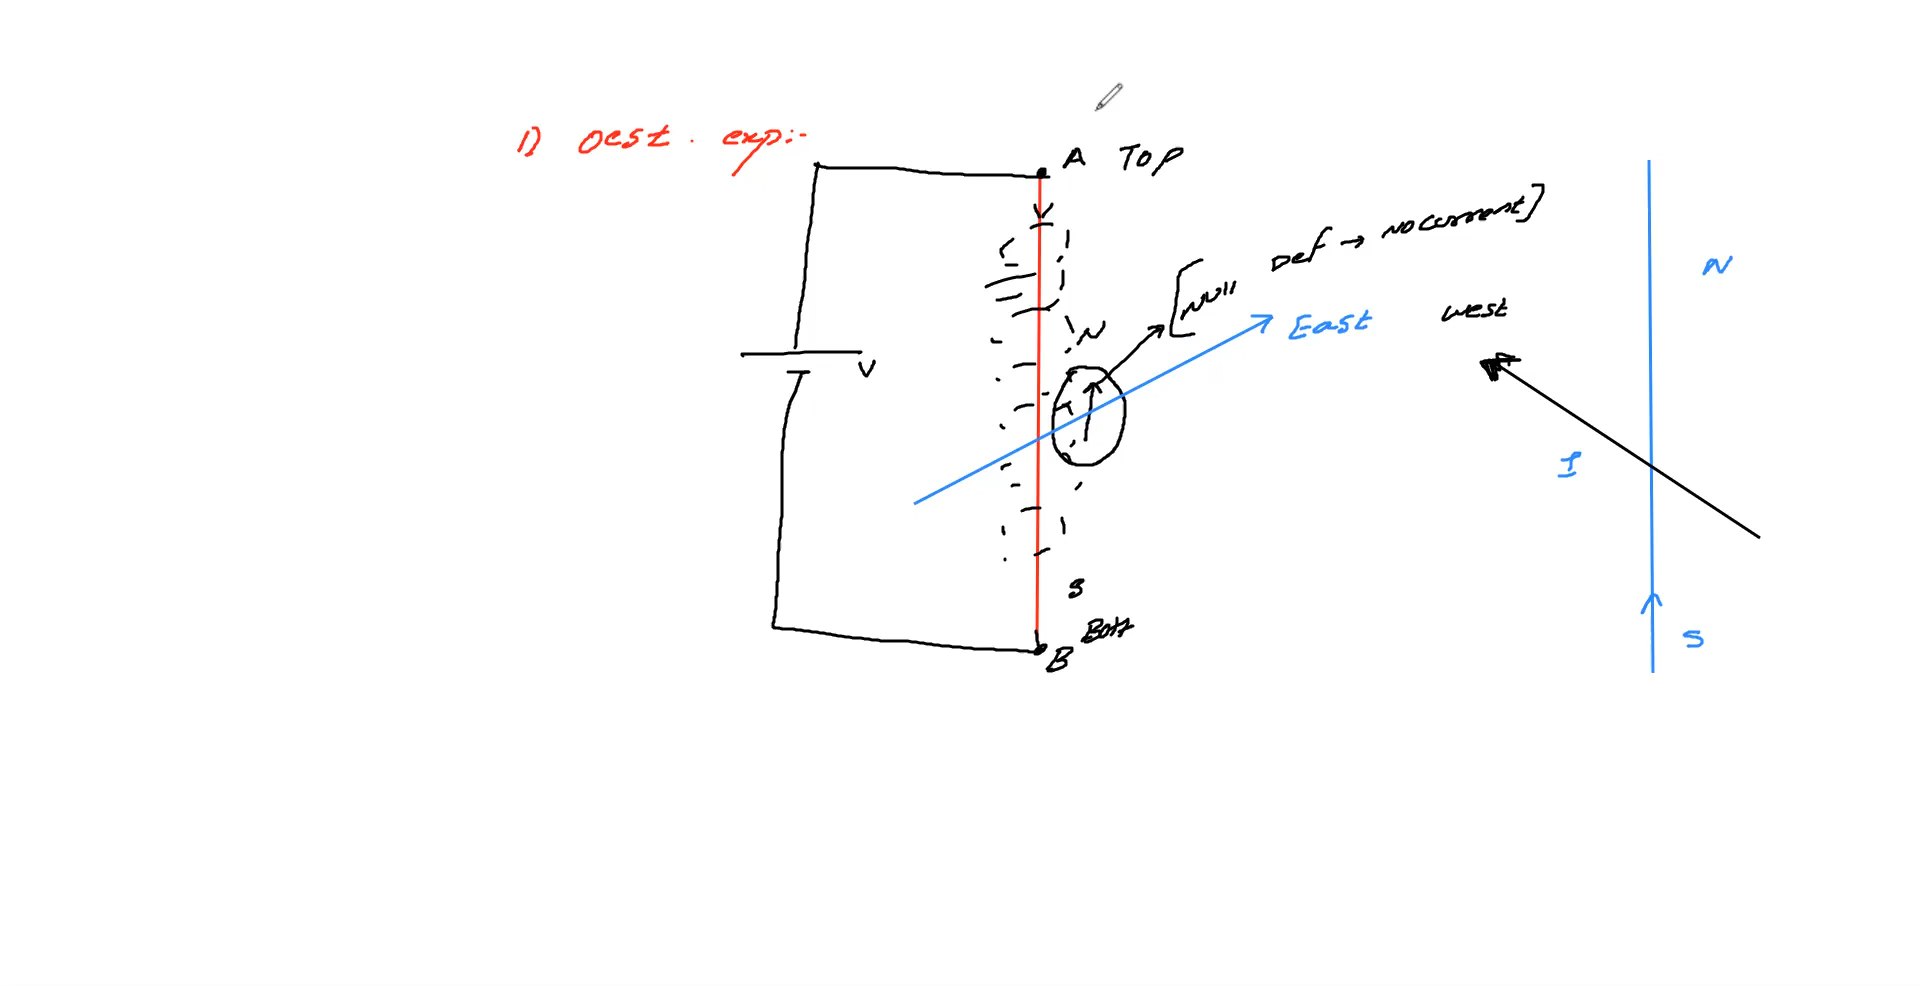 1) Oest. exp:-
A TOP
[Null Def → No current]
N
East
West
N
V
I
S
Bott
B
S